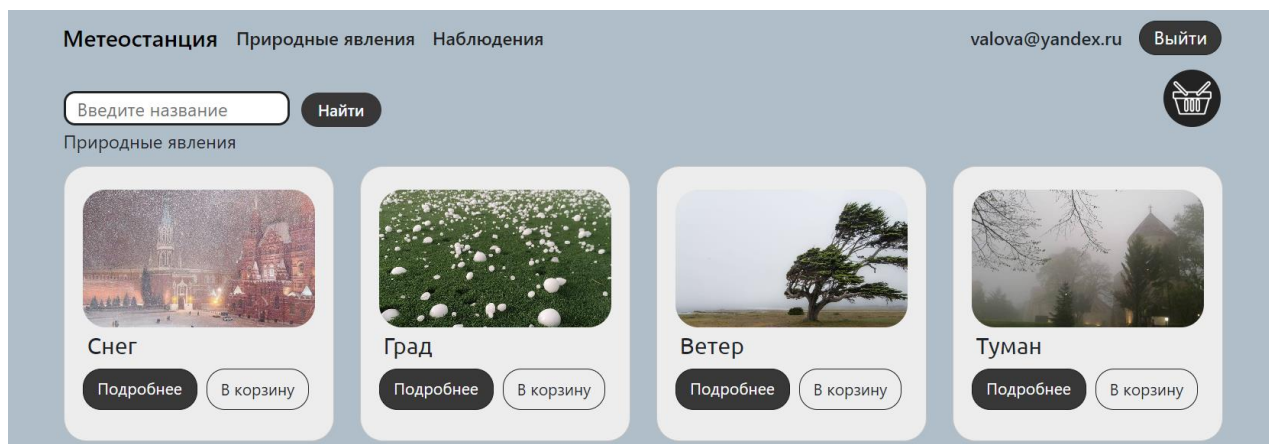 Метеостанция Природные явления Наблюдения valova@yandex.ru Выйти
Введите название Найти
Природные явления
Снег Град Ветер Туман
Подробнее В корзину Подробнее В корзину Подробнее В корзину Подробнее В корзину